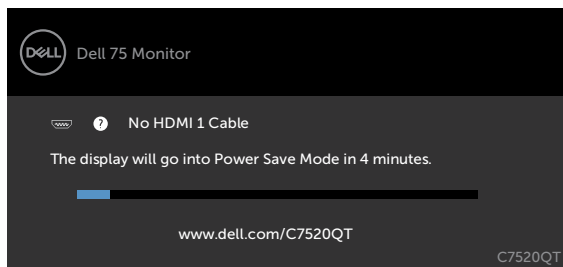 DELL
Dell 75 Monitor
? No HDMI 1 Cable
The display will go into Power Save Mode in 4 minutes.
www.dell.com/C7520QT
C7520QT